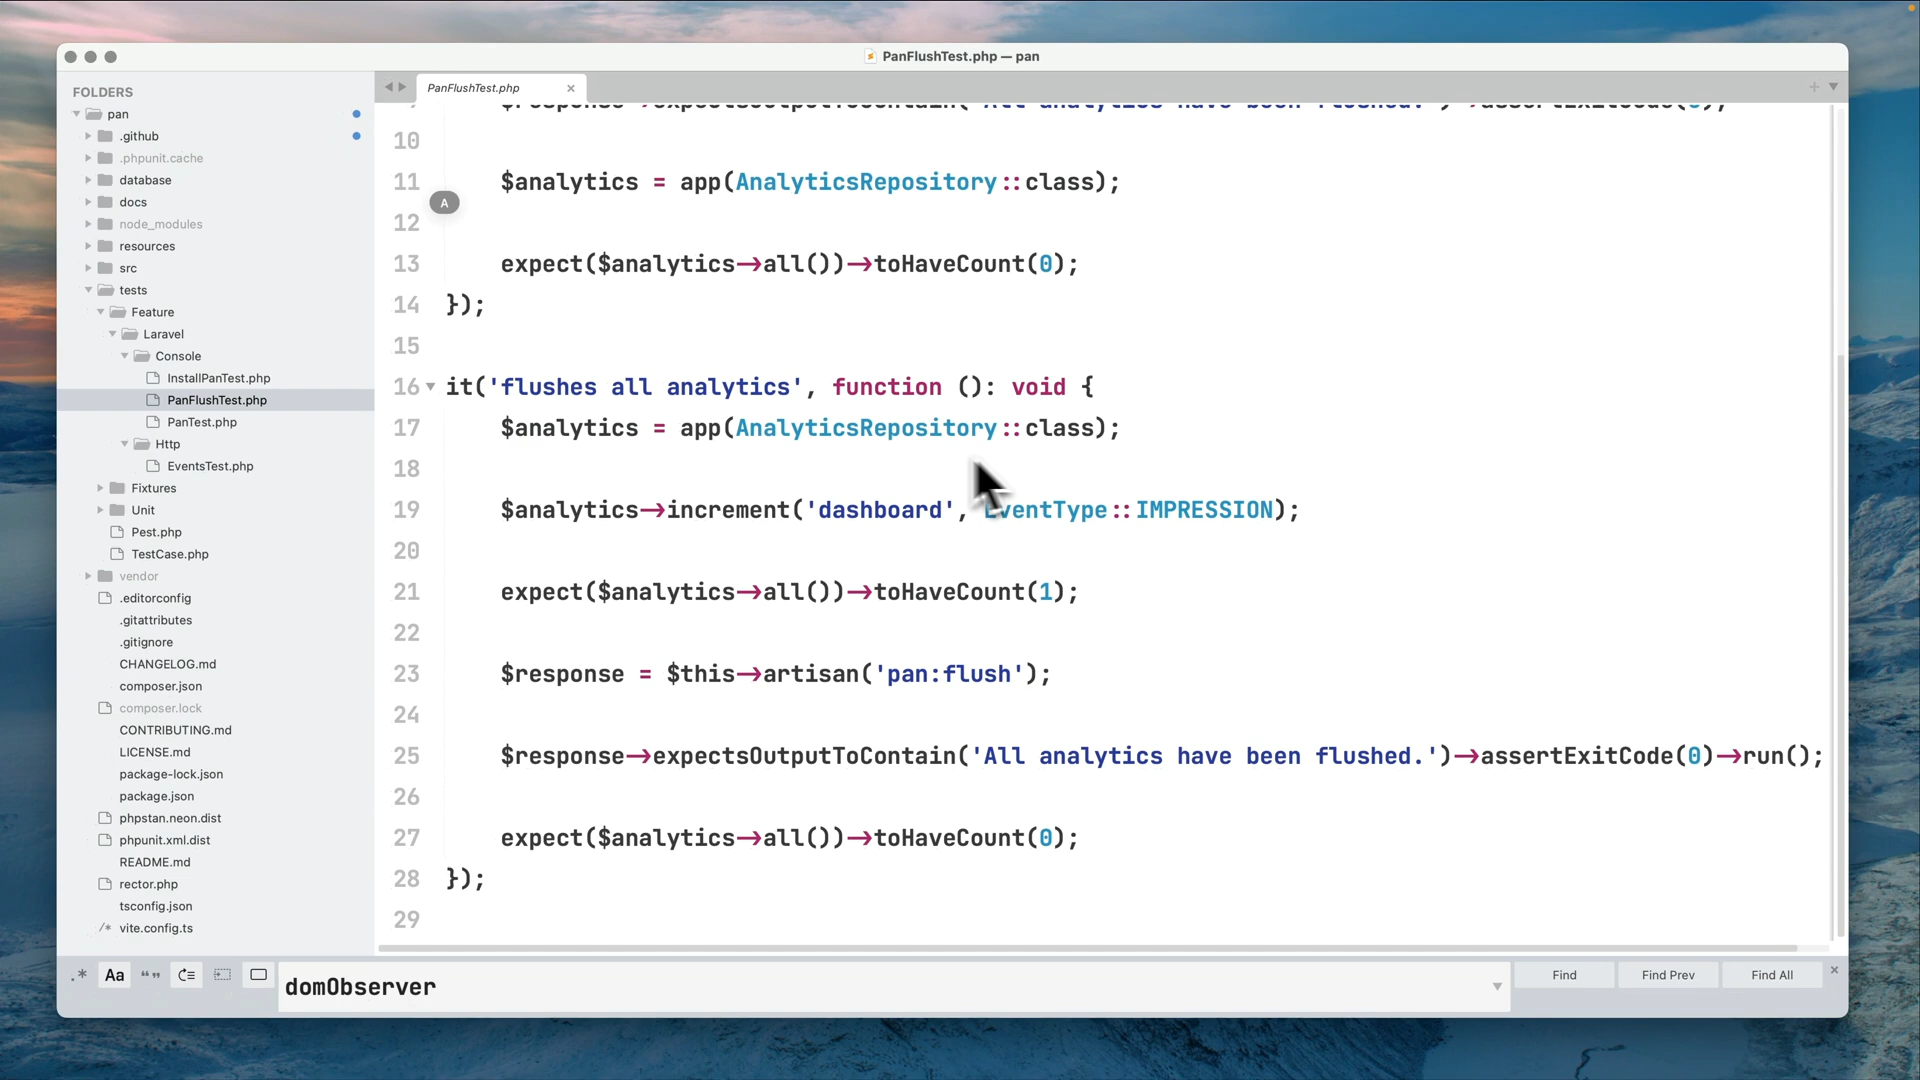 PanFlushTest.php — pan
FOLDERS
pan
.github
.phpunit.cache
database
docs
node_modules
resources
src
tests
Feature
Laravel
Console
InstallPanTest.php
PanFlushTest.php
PanTest.php
Http
EventsTest.php
Fixtures
Unit
Pest.php
TestCase.php
vendor
.editorconfig
.gitattributes
.gitignore
CHANGELOG.md
composer.json
composer.lock
CONTRIBUTING.md
LICENSE.md
package-lock.json
package.json
phpstan.neon.dist
phpunit.xml.dist
README.md
rector.php
tsconfig.json
/* vite.config.ts
PanFlushTest.php
10
11 $analytics = app(AnalyticsRepository::class);
A
12
13 expect($analytics->all())->toHaveCount(0);
14 });
15
16 it('flushes all analytics', function (): void {
17 $analytics = app(AnalyticsRepository::class);
18
19 $analytics->increment('dashboard', EventType::IMPRESSION);
20
21 expect($analytics->all())->toHaveCount(1);
22
23 $response = $this->artisan('pan:flush');
24
25 $response->expectsOutputToContain('All analytics have been flushed.')->assertExitCode(0)->run();
26
27 expect($analytics->all())->toHaveCount(0);
28 });
29
.* Aa “”
domObserver
Find
Find Prev
Find All